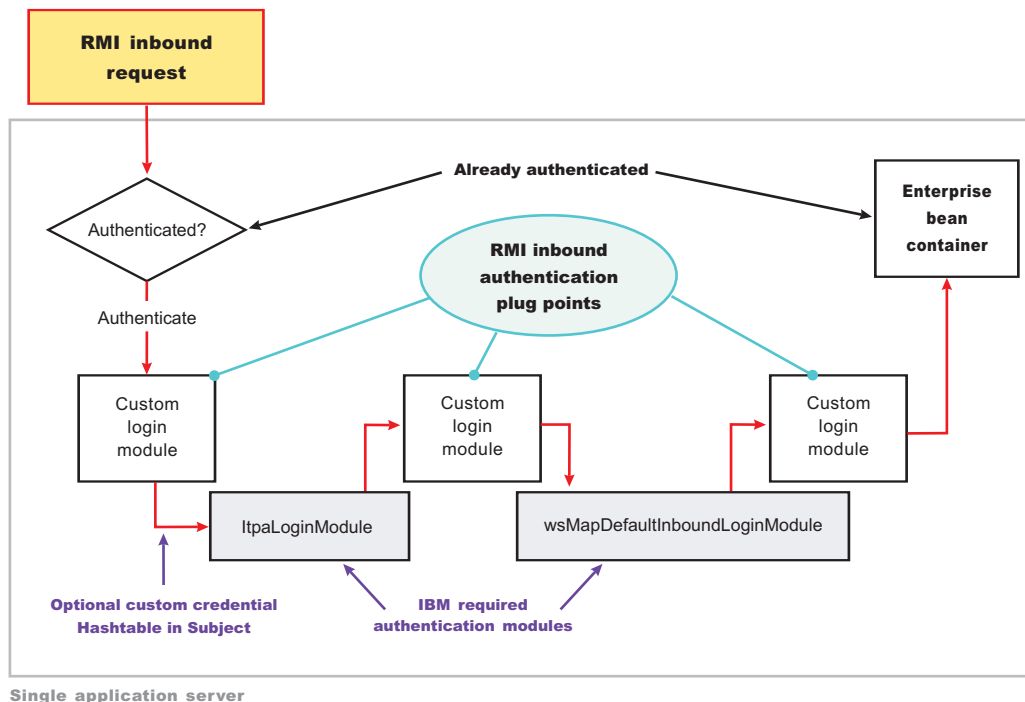 RMI inbound
request
Already authenticated
Enterprise
bean
container
Authenticated?
RMI inbound
authentication
plug points
Authenticate
Custom
login
module
Custom
login
module
Custom
login
module
ltpaLoginModule
wsMapDefaultInboundLoginModule
Optional custom credential
Hashtable in Subject
IBM required
authentication modules
Single application server